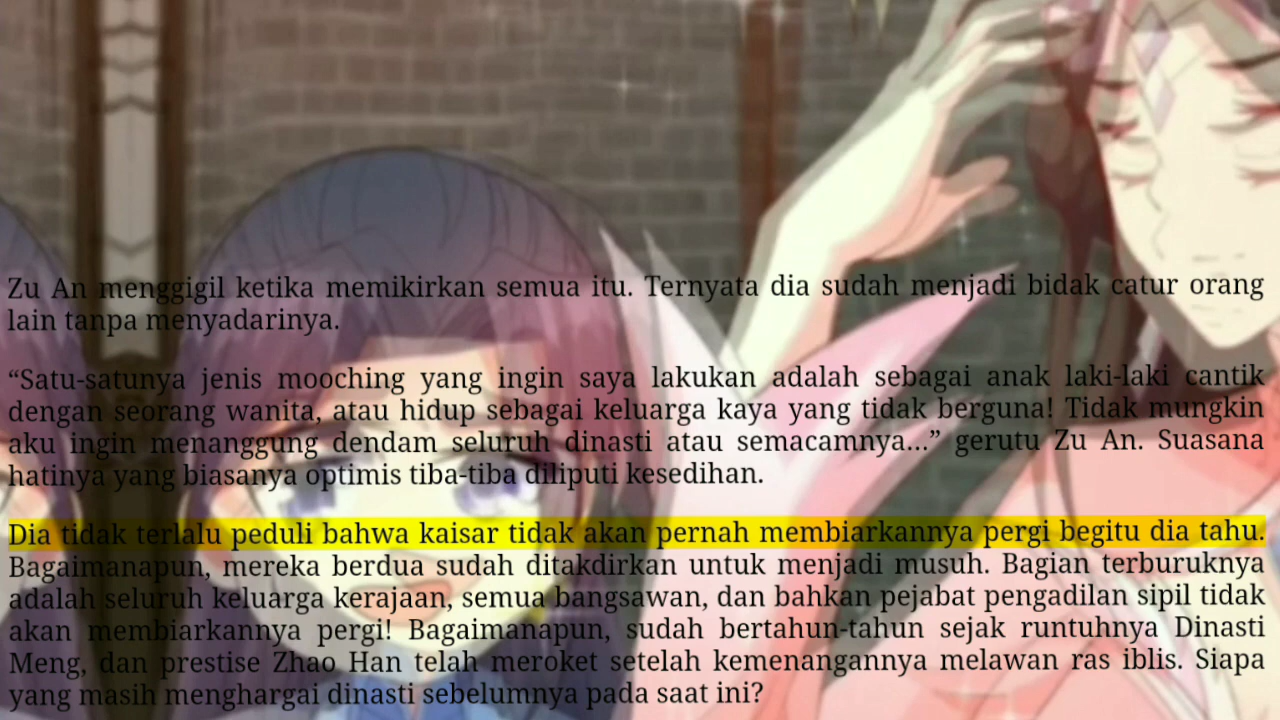 Zu An menggigil ketika memikirkan semua itu. Ternyata dia sudah menjadi bidak catur orang
lain tanpa menyadarinya.
“Satu-satunya jenis mooching yang ingin saya lakukan adalah sebagai anak laki-laki cantik
dengan seorang wanita, atau hidup sebagai keluarga kaya yang tidak berguna! Tidak mungkin
aku ingin menanggung dendam seluruh dinasti atau semacamnya...” gerutu Zu An. Suasana
hatinya yang biasanya optimis tiba-tiba diliputi kesedihan.
Dia tidak terlalu peduli bahwa kaisar tidak akan pernah membiarkannya pergi begitu dia tahu.
Bagaimanapun, mereka berdua sudah ditakdirkan untuk menjadi musuh. Bagian terburuknya
adalah seluruh keluarga kerajaan, semua bangsawan, dan bahkan pejabat pengadilan sipil tidak
akan membiarkannya pergi! Bagaimanapun, sudah bertahun-tahun sejak runtuhnya Dinasti
Meng, dan prestise Zhao Han telah meroket setelah kemenangannya melawan ras iblis. Siapa
yang masih menghargai dinasti sebelumnya pada saat ini?